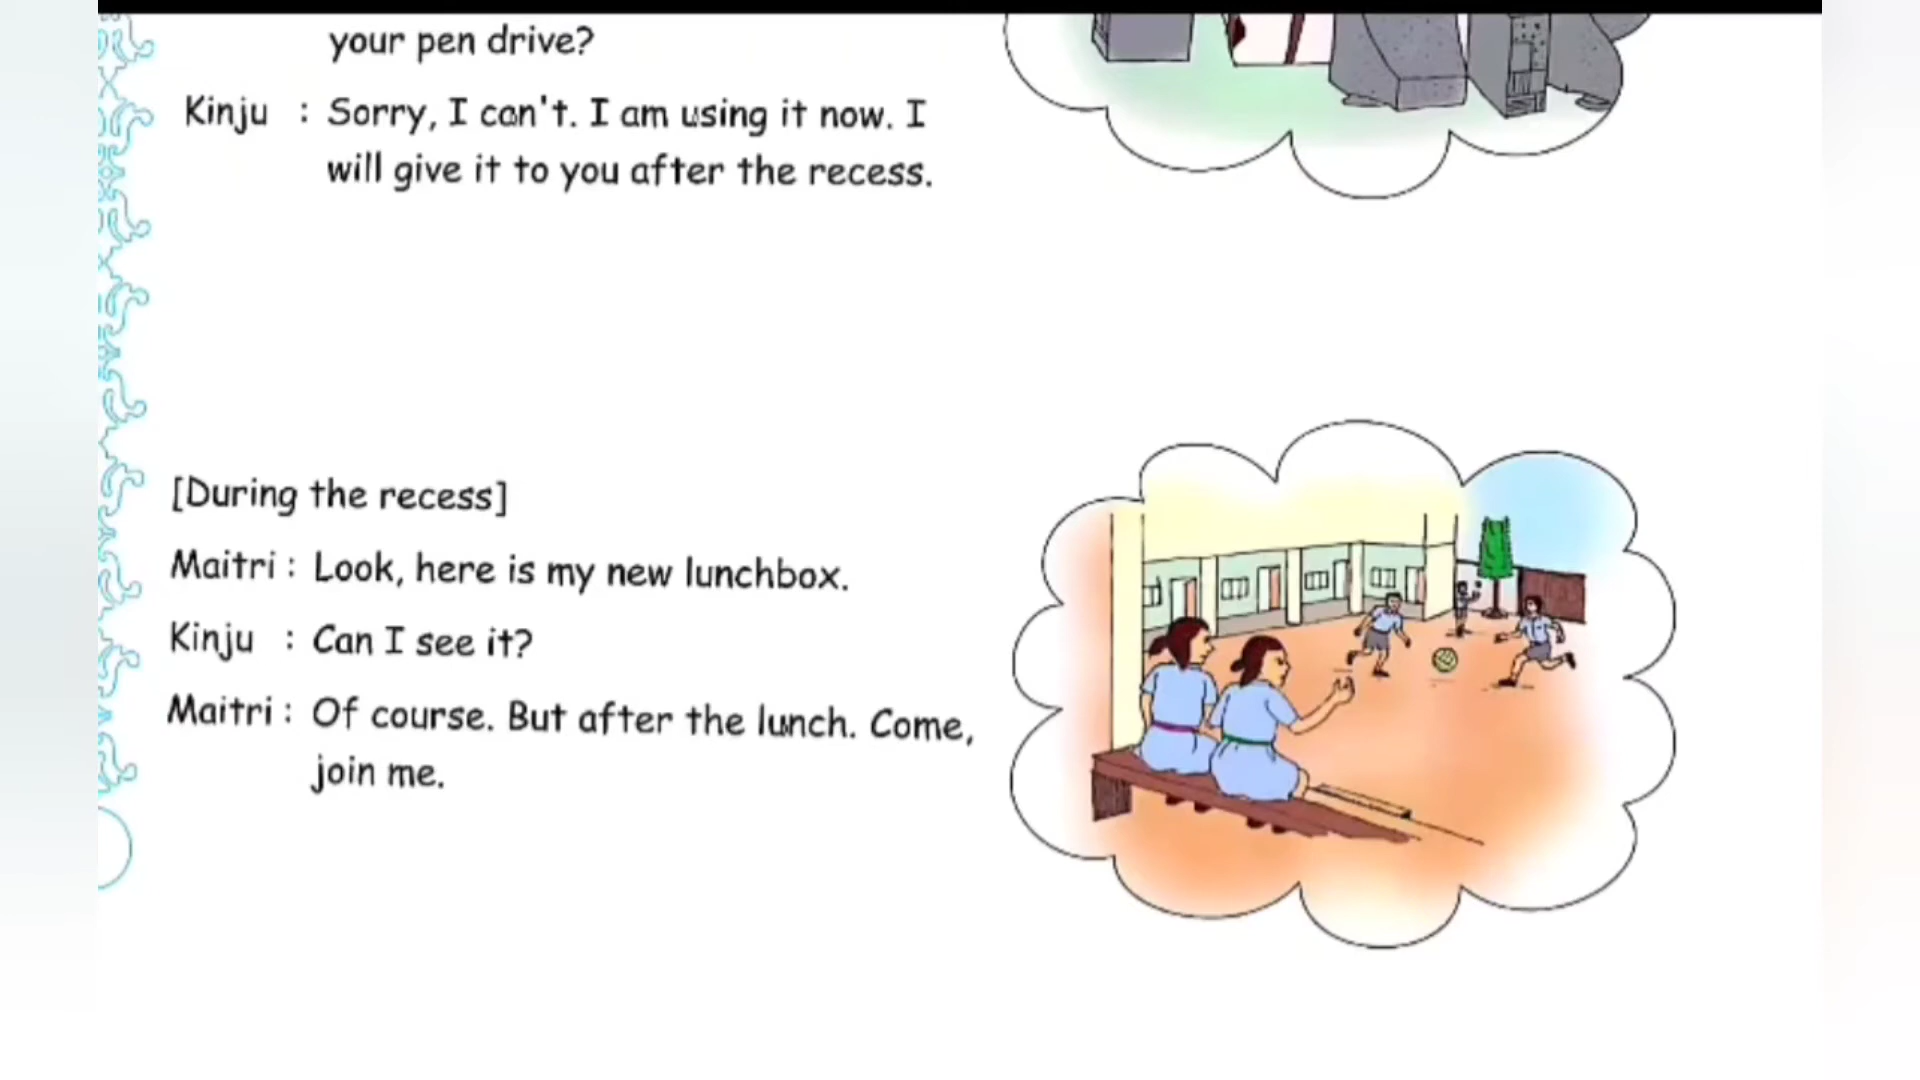 your pen drive?
Kinju : Sorry, I can't. I am using it now. I
will give it to you after the recess.
[During the recess]
Maitri : Look, here is my new lunchbox.
Kinju : Can I see it?
Maitri : Of course. But after the lunch. Come,
join me.